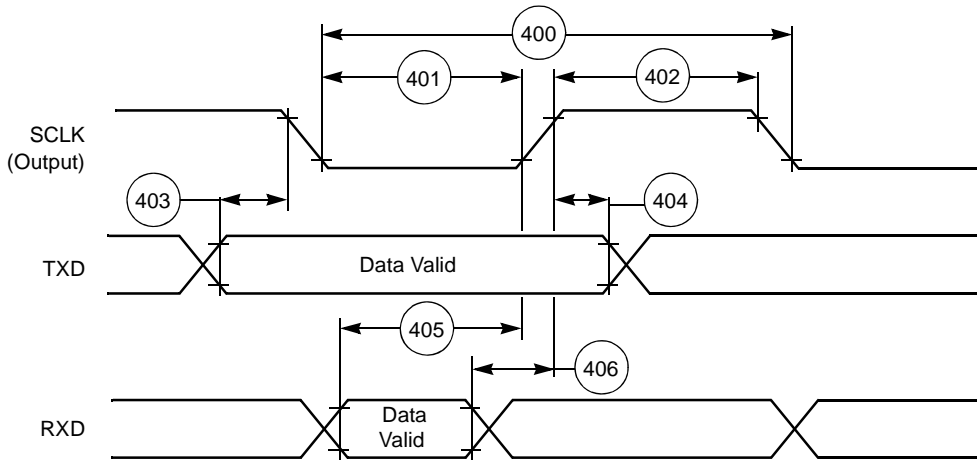 400
401
402
SCLK
(Output)
403
404
TXD
Data Valid
405
406
RXD
Data
Valid